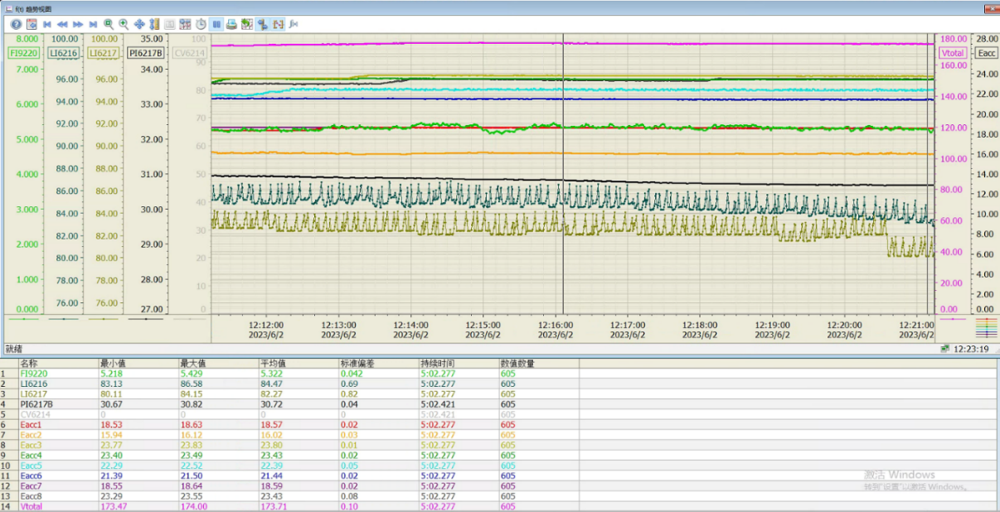 f(t) 趋势视图
8.000 100.00 100.00 35.00 100 180.00 28.00
FI9220 LI6216 LI6217 PI6217B CV6214 Vtotal Eacc
98.00 98.00
7.000 34.00 90 160.00 24.00
96.00 96.00 80 22.00
6.000 94.00 94.00 33.00 70 140.00 20.00
5.000 92.00 92.00 32.00 60 120.00 18.00
90.00 90.00 100.00 16.00
4.000 88.00 88.00 31.00 50 80.00 14.00
86.00 86.00 40 12.00
3.000 84.00 84.00 30.00 30 60.00 10.00
2.000 82.00 82.00 29.00 40.00 8.00
80.00 80.00 20 6.00
1.000 78.00 78.00 28.00 10 20.00 4.00
76.00 76.00 2.00
0.000 27.00 0 0.00 0.00
12:12:00 12:13:00 12:14:00 12:15:00 12:16:00 12:17:00 12:18:00 12:19:00 12:20:00 12:21:00
2023/6/2 2023/6/2 2023/6/2 2023/6/2 2023/6/2 2023/6/2 2023/6/2 2023/6/2 2023/6/2 2023/6/2
就绪 12:23:19
名称 最小值 最大值 平均值 标准偏差 持续时间 数值数量
1 FI9220 5.218 5.429 5.322 0.042 5:02.277 605
2 LI6216 83.13 86.58 84.47 0.69 5:02.277 605
3 LI6217 80.11 84.15 82.27 0.82 5:02.277 605
4 PI6217B 30.67 30.82 30.72 0.04 5:02.421 605
5 CV6214 0 0 0 0 5:02.421 605
6 Eacc1 18.53 18.63 18.57 0.02 5:02.277 605
7 Eacc2 15.94 16.12 16.02 0.03 5:02.277 605
8 Eacc3 23.77 23.83 23.80 0.01 5:02.277 605
9 Eacc4 23.40 23.49 23.43 0.02 5:02.277 605
10 Eacc5 22.29 22.52 22.39 0.05 5:02.277 605
11 Eacc6 21.39 21.50 21.44 0.02 5:02.277 605
12 Eacc7 18.55 18.64 18.59 0.02 5:02.277 605
13 Eacc8 23.29 23.55 23.43 0.08 5:02.277 605
14 Vtotal 173.47 174.00 173.71 0.10 5:02.277 605
激活 Windows
转到"设置"以激活 Windows。